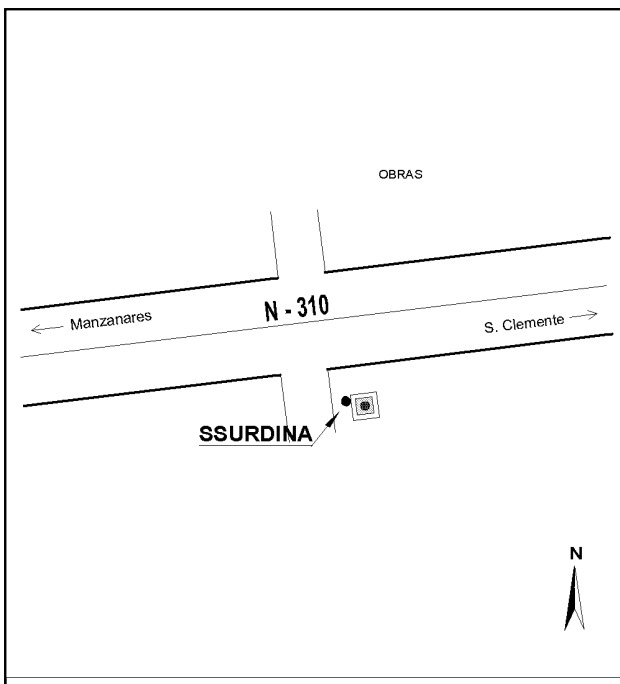 OBRAS
N - 310
Manzanares
S. Clemente
SSURDINA
N